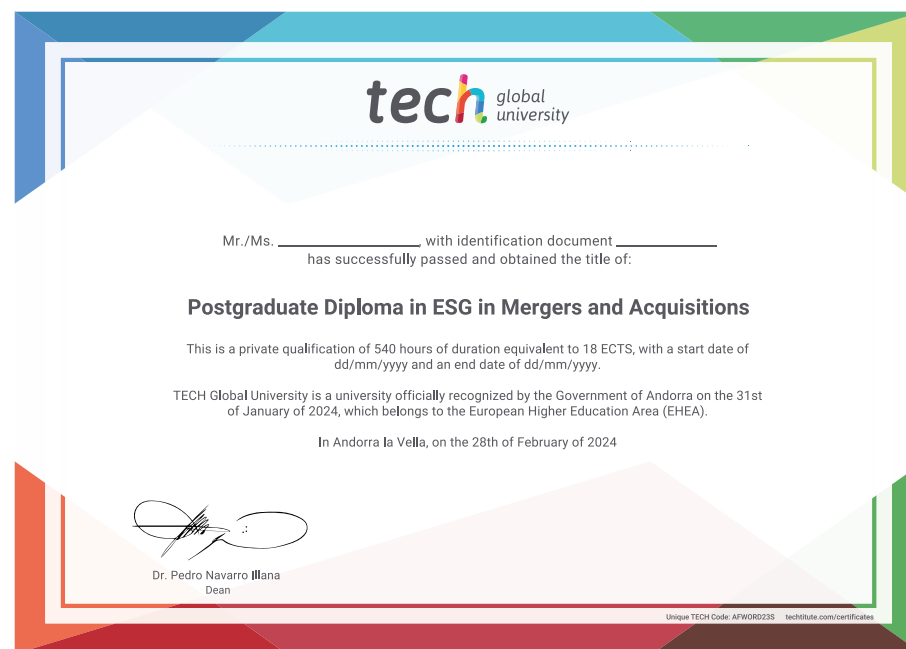 tech global university
Mr./Ms. ____________, with identification document ____________
has successfully passed and obtained the title of:
Postgraduate Diploma in ESG in Mergers and Acquisitions
This is a private qualification of 540 hours of duration equivalent to 18 ECTS, with a start date of
dd/mm/yyyy and an end date of dd/mm/yyyy.
TECH Global University is a university officially recognized by the Government of Andorra on the 31st
of January of 2024, which belongs to the European Higher Education Area (EHEA).
In Andorra la Vella, on the 28th of February of 2024
Dr. Pedro Navarro Illana
Dean
Unique TECH Code: AFWORD23S techtitute.com/certificates